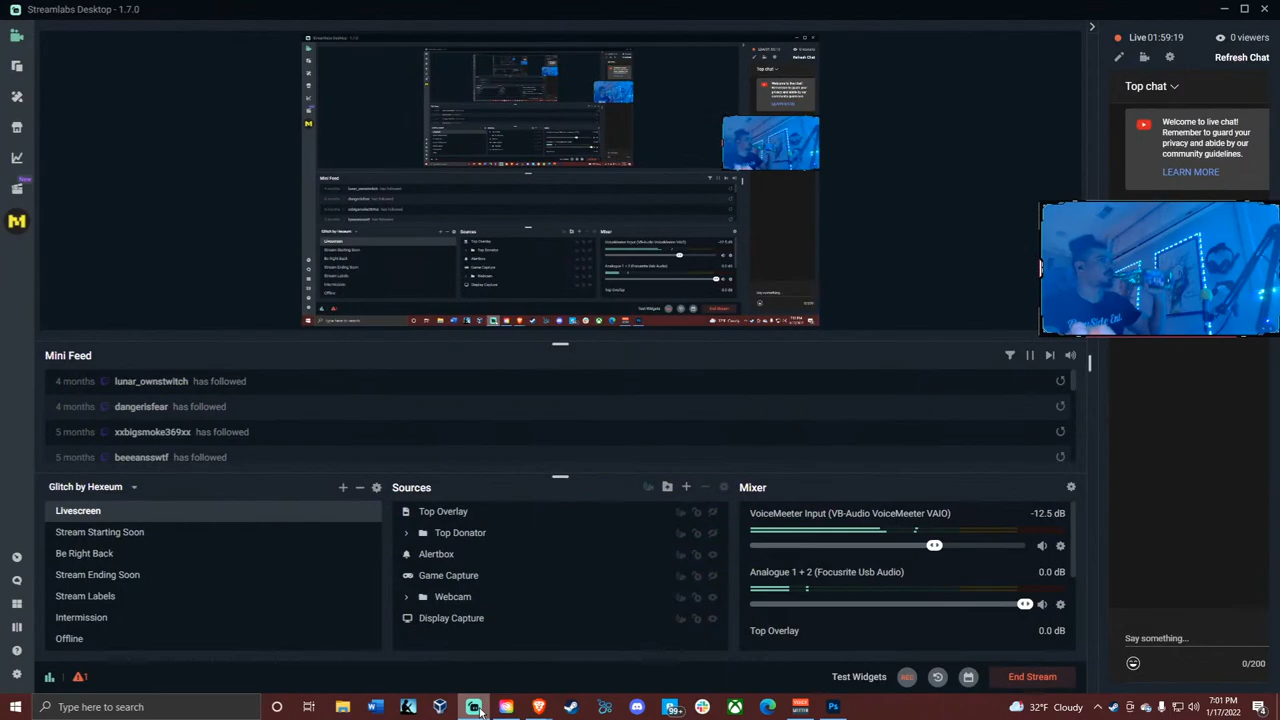 Streamlabs Desktop - 1.7.0
Live 01:59:19
0 viewers
Refresh Chat
Top chat
Welcome to live chat!
Remember to guard your
privacy and abide by our
community guidelines.
LEARN MORE
Mini Feed
4 months lunar_ownstwitch has followed
4 months dangerisfear has followed
5 months xxbigsmoke369xx has followed
5 months beeeansswtf has followed
Glitch by Hexeum
Livescreen
Stream Starting Soon
Be Right Back
Stream Ending Soon
Stream Labels
Intermission
Offline
Sources
Top Overlay
Top Donator
Alertbox
Game Capture
Webcam
Display Capture
Mixer
VoiceMeeter Input (VB-Audio VoiceMeeter VAIO) -12.5 dB
Analogue 1 + 2 (Focusrite Usb Audio) 0.0 dB
Top Overlay 0.0 dB
Say something...
0/200
1
Test Widgets
REC
End Stream
Type here to search
99+
32°F Cloudy
7:01 PM
1/17/2022